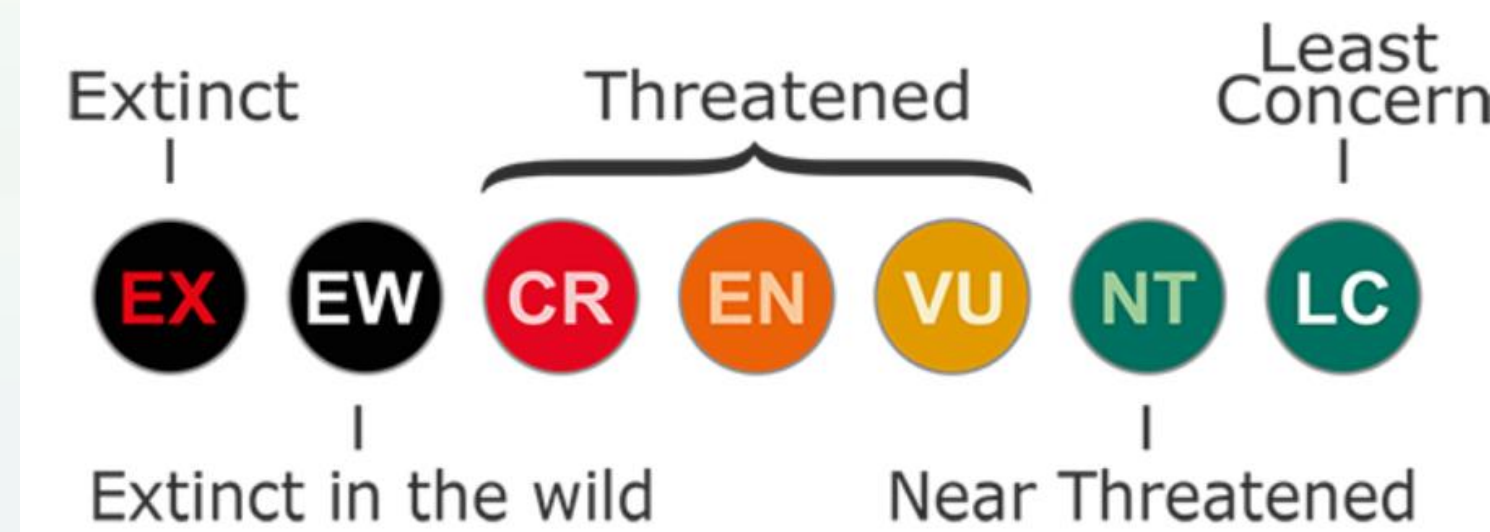 Extinct
Threatened
Least
Concern
EX EW CR EN VU NT LC
Extinct in the wild
Near Threatened